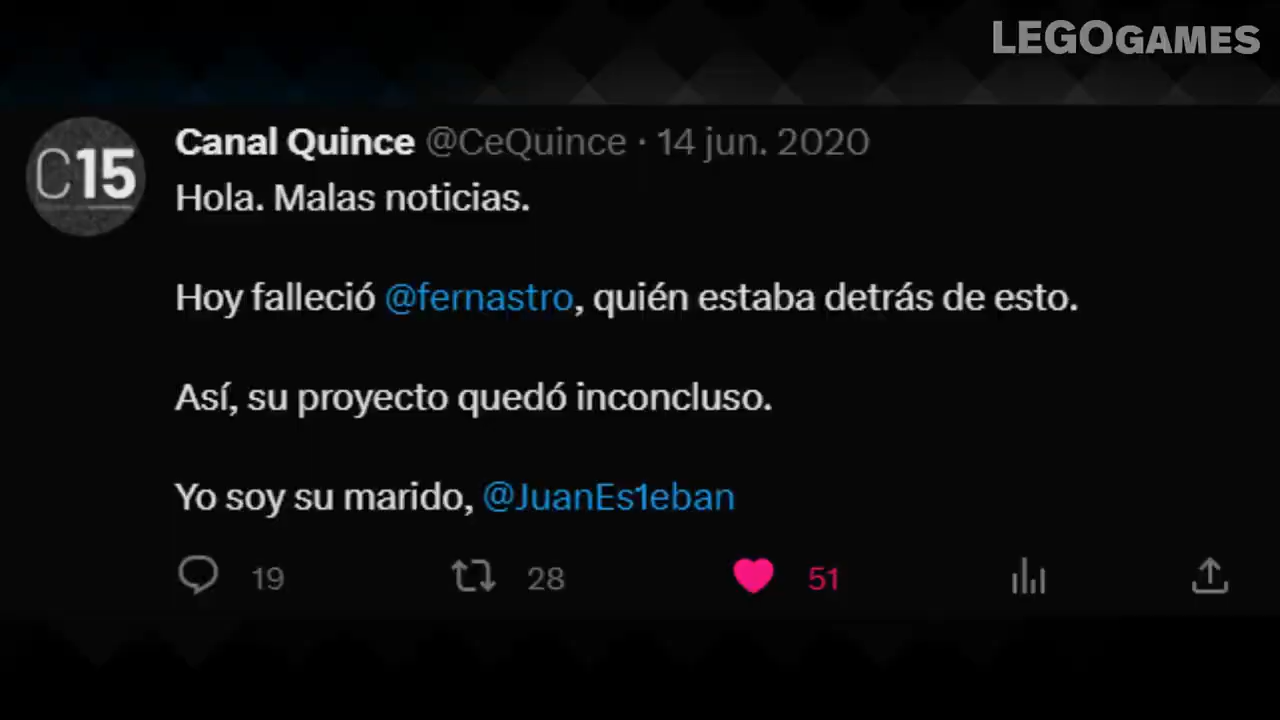 LEGOGAMES
C15
Canal Quince @CeQuince · 14 jun. 2020
Hola. Malas noticias.
Hoy falleció @fernastro, quién estaba detrás de esto.
Así, su proyecto quedó inconcluso.
Yo soy su marido, @JuanEs1eban
19 28 51